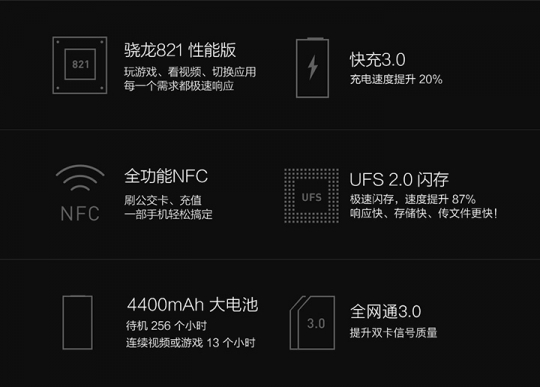 821
骁龙821 性能版
玩游戏、看视频、切换应用
每一个需求都极速响应
快充3.0
充电速度提升 20%
NFC
全功能NFC
刷公交卡、充值
一部手机轻松搞定
UFS
UFS 2.0 闪存
极速闪存，速度提升 87%
响应快、存储快、传文件更快!
4400mAh 大电池
待机 256 个小时
连续视频或游戏 13 个小时
3.0
全网通3.0
提升双卡信号质量